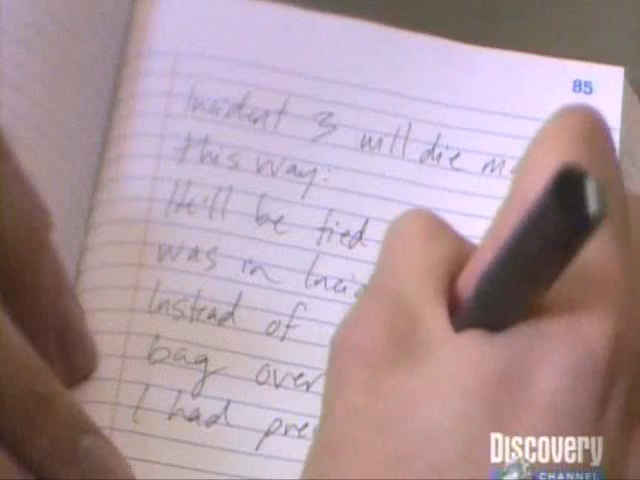 85
Incident 3 will die
this way:
He'll be tied
was in
Instead of
bag over
I had
Discovery
CHANNEL